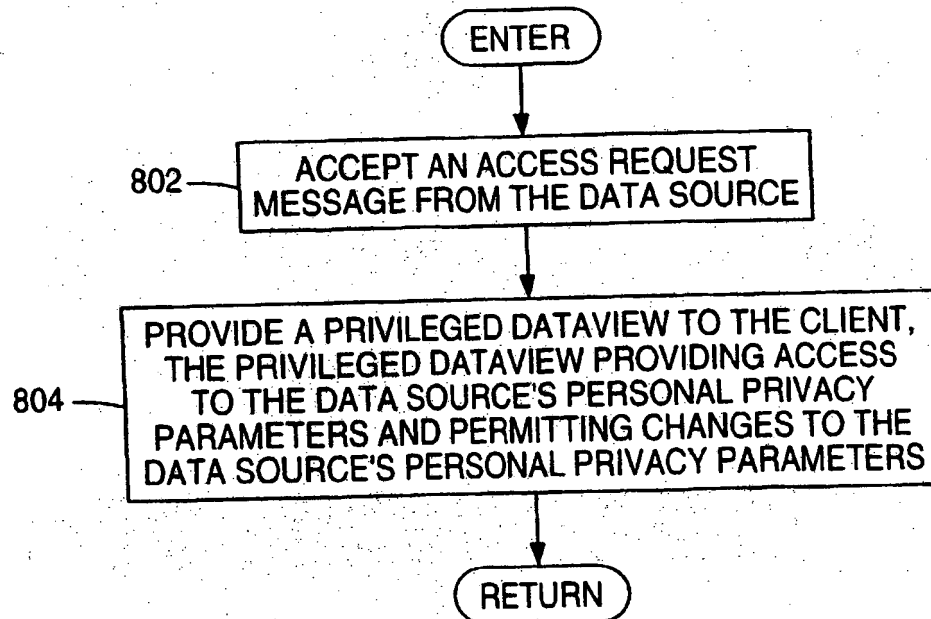 ENTER
802
ACCEPT AN ACCESS REQUEST
MESSAGE FROM THE DATA SOURCE
804
PROVIDE A PRIVILEGED DATAVIEW TO THE CLIENT,
THE PRIVILEGED DATAVIEW PROVIDING ACCESS
TO THE DATA SOURCE'S PERSONAL PRIVACY
PARAMETERS AND PERMITTING CHANGES TO THE
DATA SOURCE'S PERSONAL PRIVACY PARAMETERS
RETURN